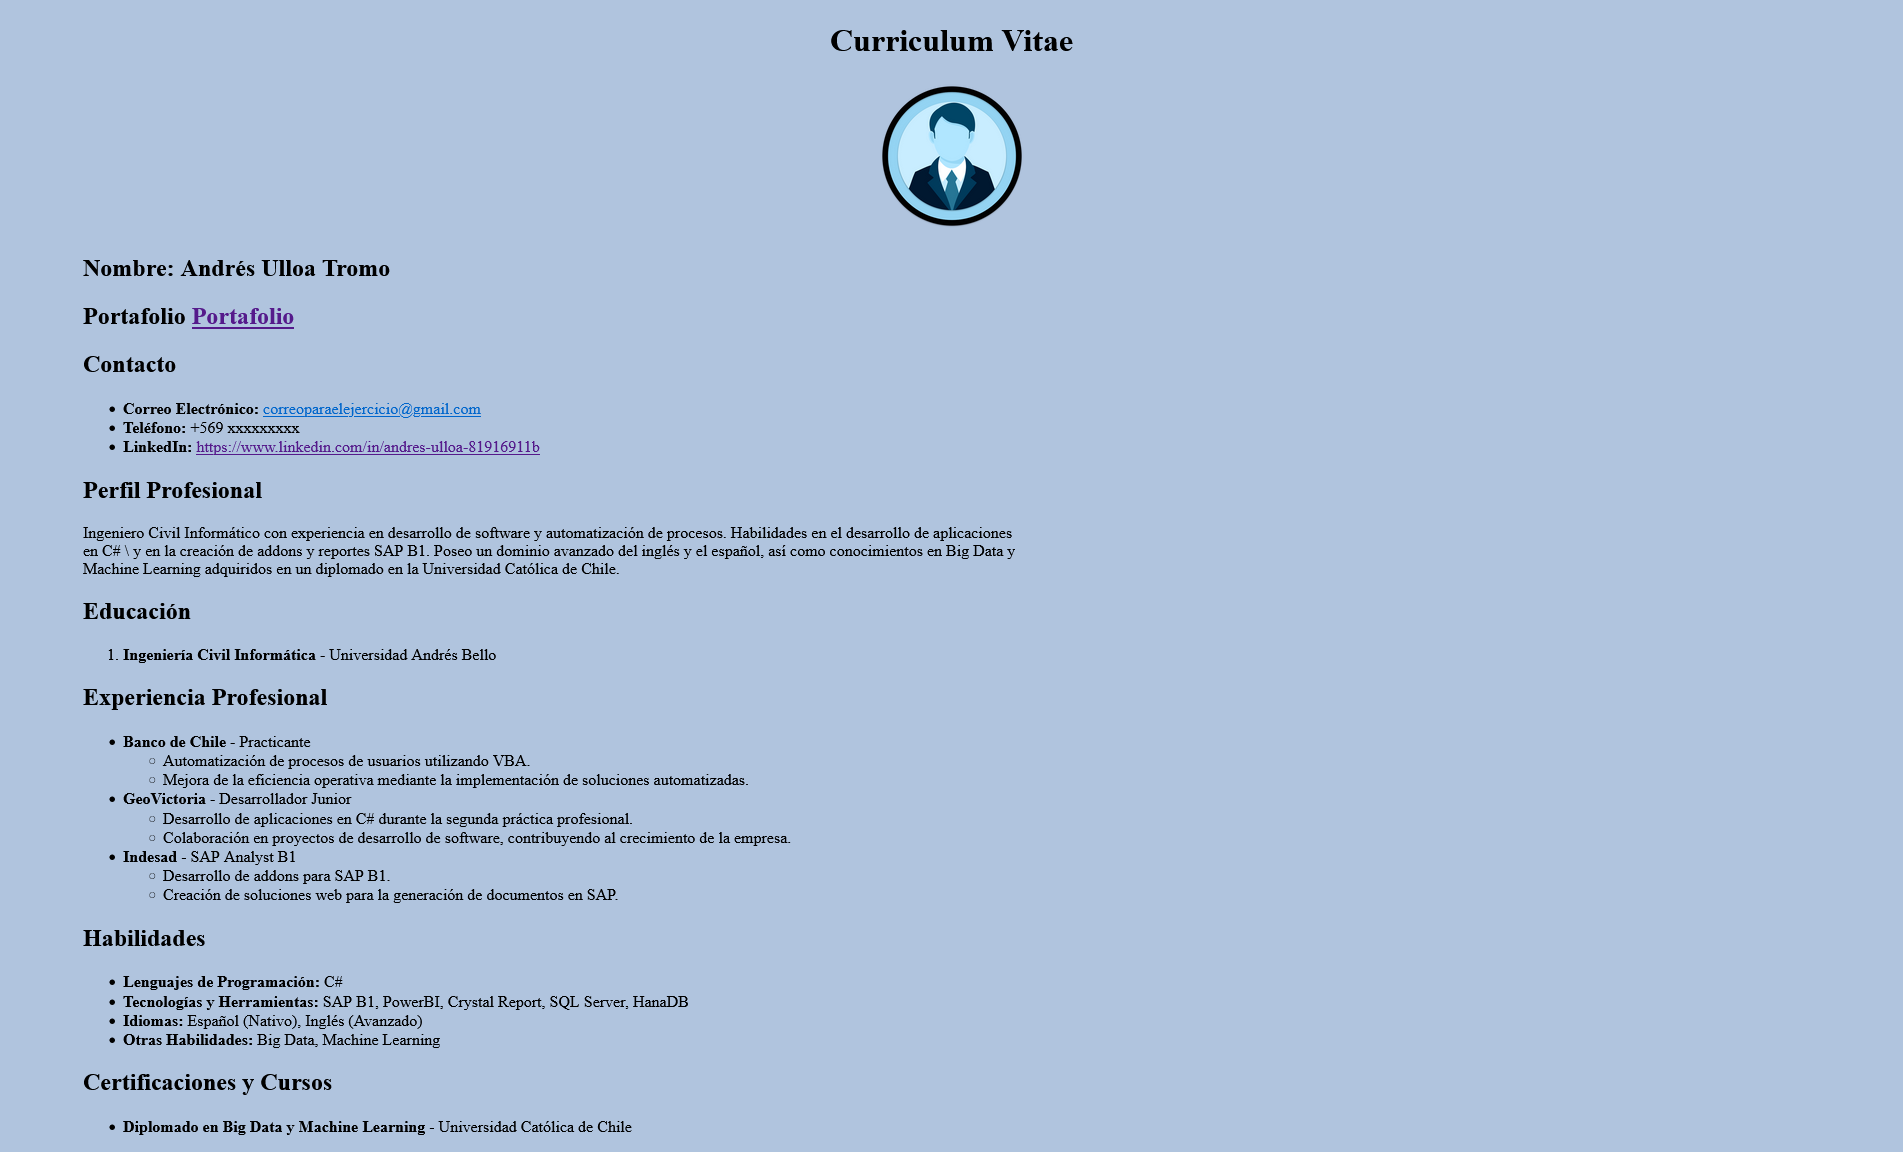 Curriculum Vitae
Nombre: Andrés Ulloa Tromo
Portafolio Portafolio
Contacto
• Correo Electrónico: correoparaelejercicio@gmail.com
• Teléfono: +569 xxxxxxxxx
• LinkedIn: https://www.linkedin.com/in/andres-ulloa-81916911b
Perfil Profesional
Ingeniero Civil Informático con experiencia en desarrollo de software y automatización de procesos. Habilidades en el desarrollo de aplicaciones
en C# \ y en la creación de addons y reportes SAP B1. Poseo un dominio avanzado del inglés y el español, así como conocimientos en Big Data y
Machine Learning adquiridos en un diplomado en la Universidad Católica de Chile.
Educación
1. Ingeniería Civil Informática - Universidad Andrés Bello
Experiencia Profesional
• Banco de Chile - Practicante
◦ Automatización de procesos de usuarios utilizando VBA.
◦ Mejora de la eficiencia operativa mediante la implementación de soluciones automatizadas.
• GeoVictoria - Desarrollador Junior
◦ Desarrollo de aplicaciones en C# durante la segunda práctica profesional.
◦ Colaboración en proyectos de desarrollo de software, contribuyendo al crecimiento de la empresa.
• Indesad - SAP Analyst B1
◦ Desarrollo de addons para SAP B1.
◦ Creación de soluciones web para la generación de documentos en SAP.
Habilidades
• Lenguajes de Programación: C#
• Tecnologías y Herramientas: SAP B1, PowerBI, Crystal Report, SQL Server, HanaDB
• Idiomas: Español (Nativo), Inglés (Avanzado)
• Otras Habilidades: Big Data, Machine Learning
Certificaciones y Cursos
• Diplomado en Big Data y Machine Learning - Universidad Católica de Chile